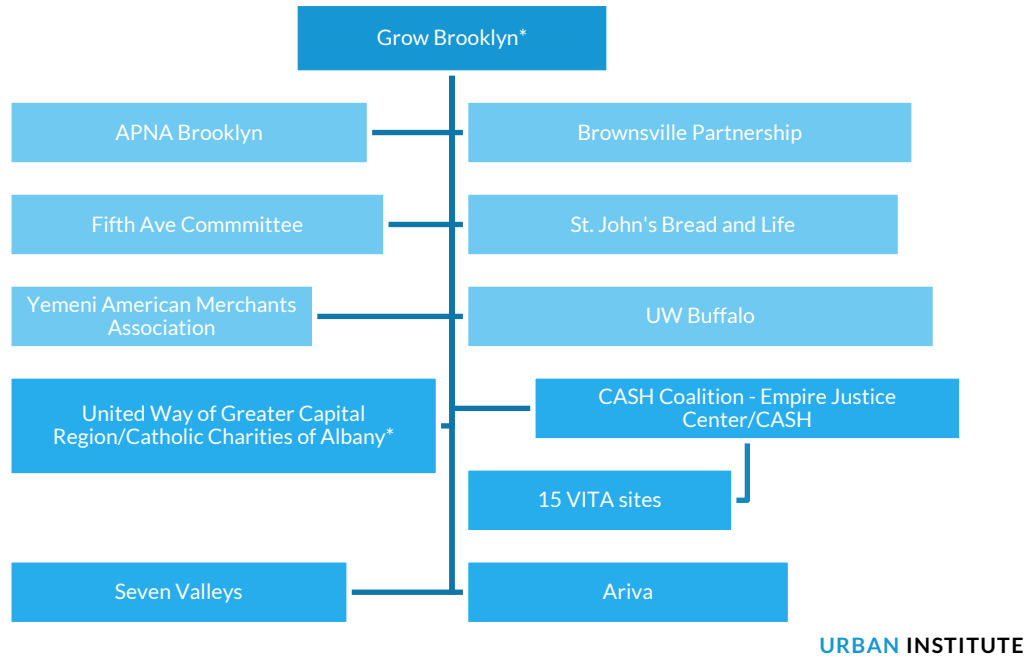 Grow Brooklyn*
APNA Brooklyn
Brownsville Partnership
Fifth Ave Commmittee
St. John's Bread and Life
Yemeni American Merchants
Association
UW Buffalo
United Way of Greater Capital
Region/Catholic Charities of Albany*
CASH Coalition - Empire Justice
Center/CASH
15 VITA sites
Seven Valleys
Ariva
URBAN INSTITUTE